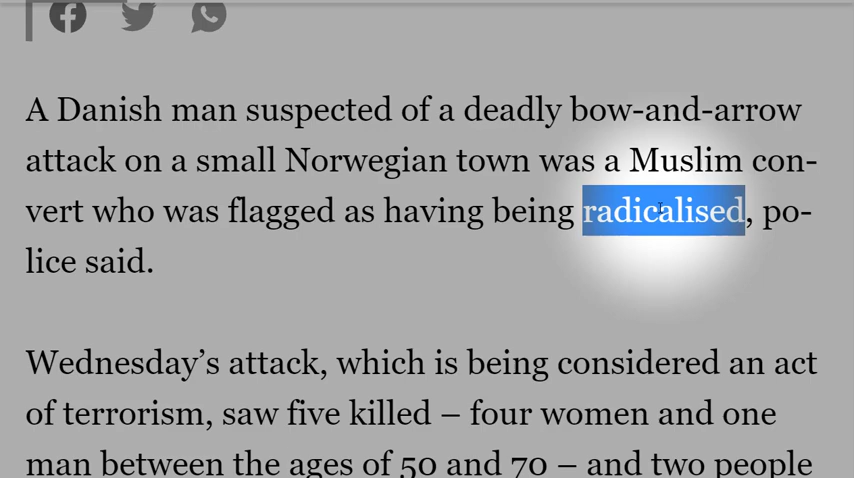 A Danish man suspected of a deadly bow-and-arrow
attack on a small Norwegian town was a Muslim con-
vert who was flagged as having being radicalised, po-
lice said.
Wednesday’s attack, which is being considered an act
of terrorism, saw five killed – four women and one
man between the ages of 50 and 70 – and two people